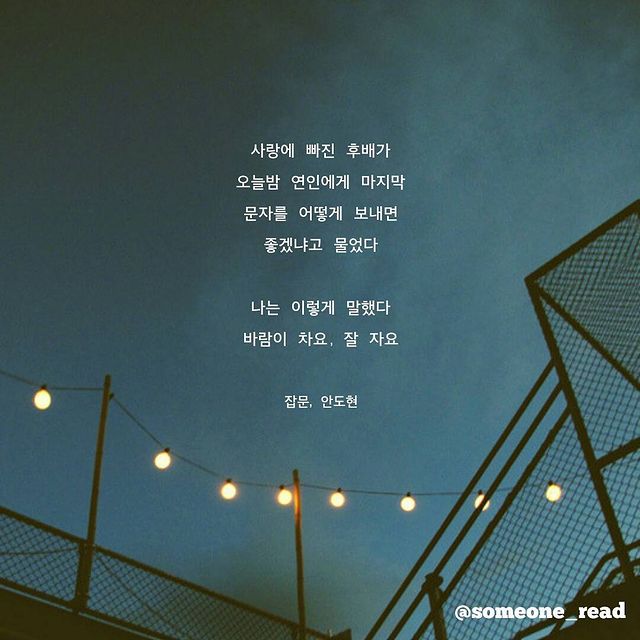 사랑에 빠진 후배가
오늘밤 연인에게 마지막
문자를 어떻게 보내면
좋겠냐고 물었다
나는 이렇게 말했다
바람이 차요, 잘 자요
잡문, 안도현
@someone_read